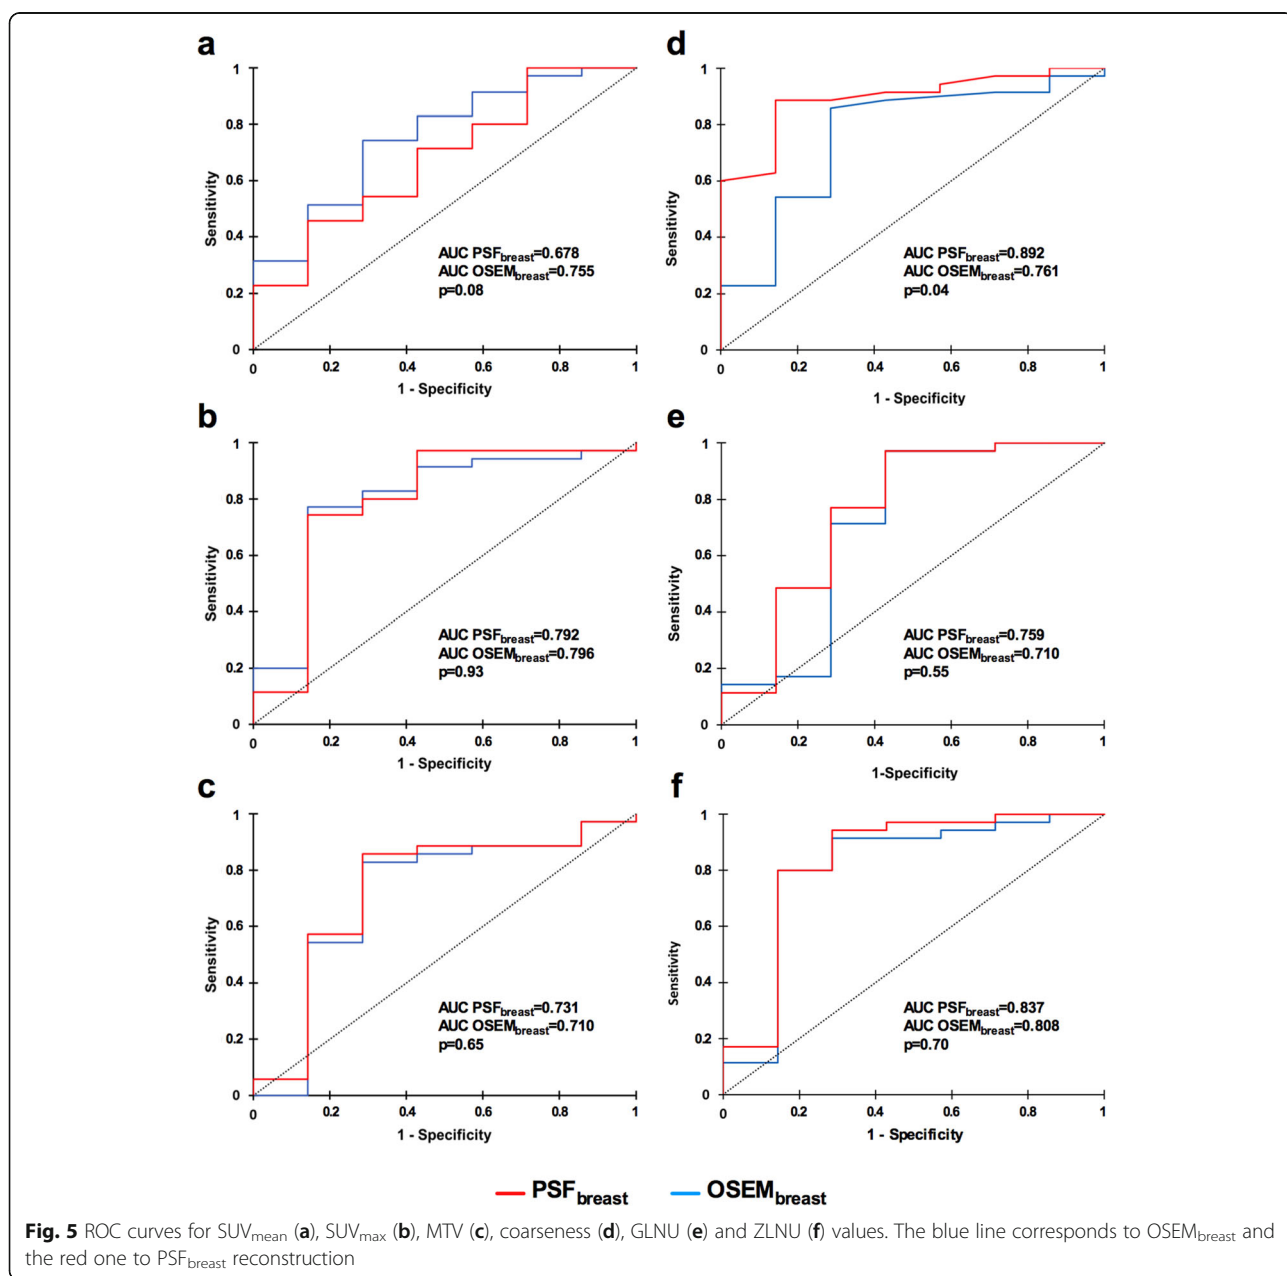 a
1
0.8
0.6
0.4
0.2
0
Sensitivity
AUC PSFbreast=0.678
AUC OSEMbreast=0.755
p=0.08
0 0.2 0.4 0.6 0.8 1
1 - Specificity
d
1
0.8
0.6
0.4
0.2
0
Sensitivity
AUC PSFbreast=0.892
AUC OSEMbreast=0.761
p=0.04
0 0.2 0.4 0.6 0.8 1
1 - Specificity
b
1
0.8
0.6
0.4
0.2
0
Sensitivity
AUC PSFbreast=0.792
AUC OSEMbreast=0.796
p=0.93
0 0.2 0.4 0.6 0.8 1
1 - Specificity
e
1
0.8
0.6
0.4
0.2
0
Sensitivity
AUC PSFbreast=0.759
AUC OSEMbreast=0.710
p=0.55
0 0.2 0.4 0.6 0.8 1
1-Specificity
c
1
0.8
0.6
0.4
0.2
0
Sensitivity
AUC PSFbreast=0.731
AUC OSEMbreast=0.710
p=0.65
0 0.2 0.4 0.6 0.8 1
1 - Specificity
f
1
0.8
0.6
0.4
0.2
0
Sensitivity
AUC PSFbreast=0.837
AUC OSEMbreast=0.808
p=0.70
0 0.2 0.4 0.6 0.8 1
1 - Specificity
PSFbreast OSEMbreast
Fig. 5 ROC curves for SUVmean (a), SUVmax (b), MTV (c), coarseness (d), GLNU (e) and ZLNU (f) values. The blue line corresponds to OSEMbreast and
the red one to PSFbreast reconstruction